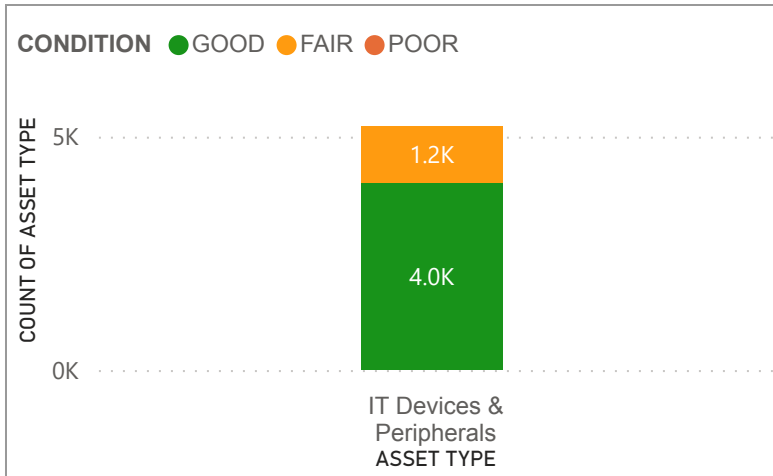 CONDITION GOOD FAIR POOR
COUNT OF ASSET TYPE
5K
1.2K
4.0K
0K
IT Devices &
Peripherals
ASSET TYPE